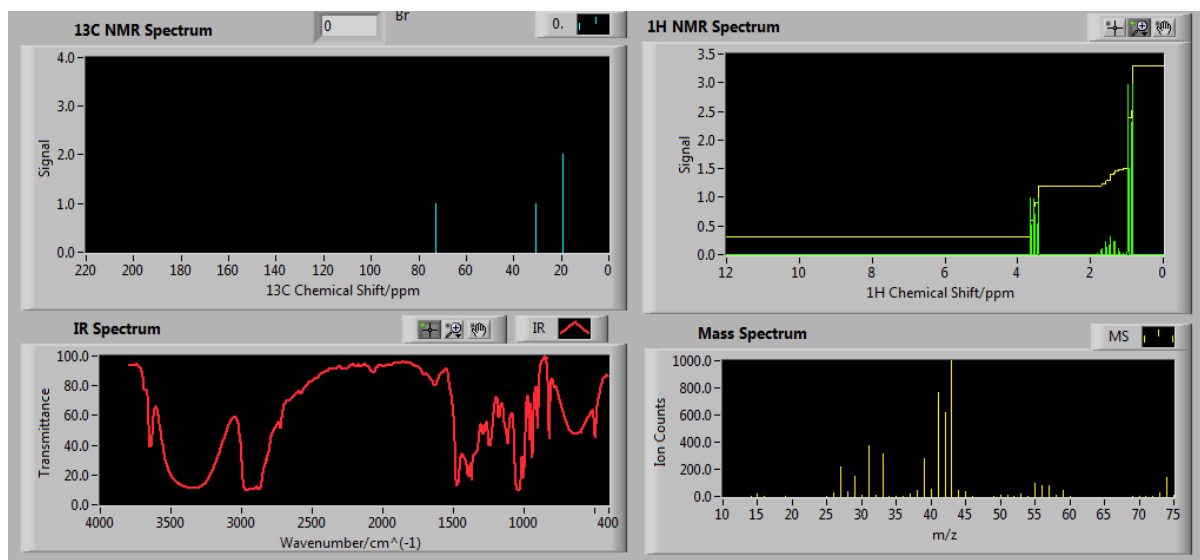 13C NMR Spectrum
0
Br
0.
4.0
3.0
2.0
1.0
0.0
Signal
220 200 180 160 140 120 100 80 60 40 20 0
13C Chemical Shift/ppm
1H NMR Spectrum
3.5
3.0
2.5
2.0
1.5
1.0
0.5
0.0
Signal
12 10 8 6 4 2 0
1H Chemical Shift/ppm
IR Spectrum
IR
100.0
80.0
60.0
40.0
20.0
0.0
Transmittance
4000 3000 2000 1000 400
Wavenumber/cm^(-1)
Mass Spectrum
MS
1000.0
800.0
600.0
400.0
200.0
0.0
Ion Counts
10 15 20 25 30 35 40 45 50 55 60 65 70 75
m/z